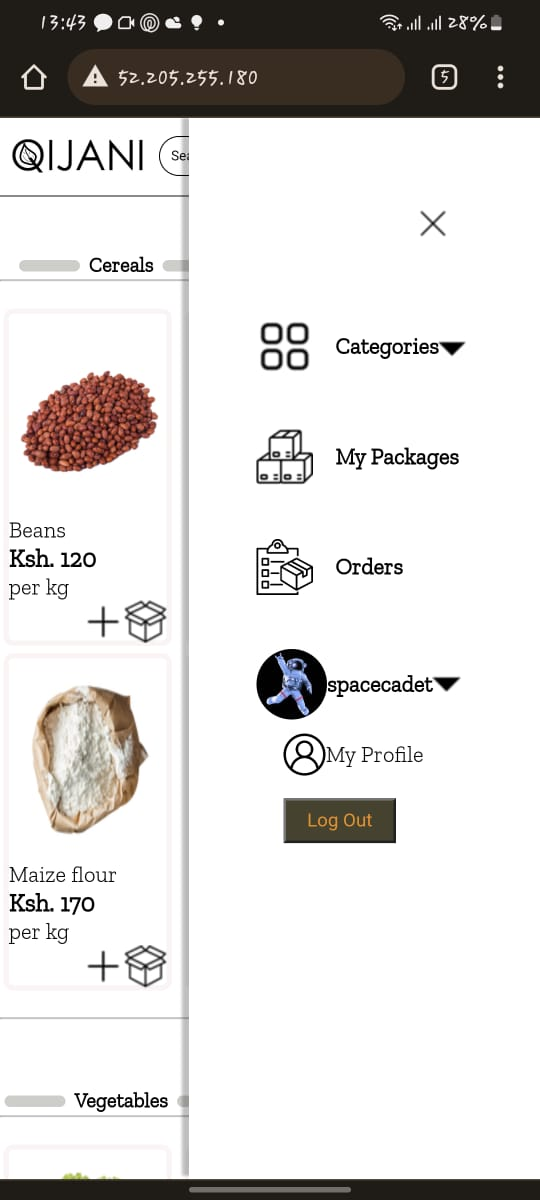 13:43
28%
52.205.255.180
5
QIJANI
Sea
Cereals
Beans
Ksh. 120
per kg
Maize flour
Ksh. 170
per kg
Vegetables
Categories
My Packages
Orders
spacecadet
My Profile
Log Out